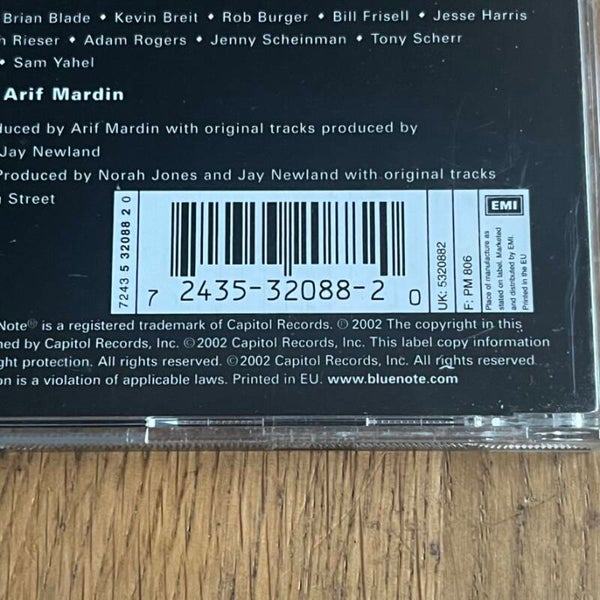 Brian Blade • Kevin Breit • Rob Burger • Bill Frisell • Jesse Harris
Rieser • Adam Rogers • Jenny Scheinman • Tony Scherr
• Sam Yahel
Arif Mardin
duced by Arif Mardin with original tracks produced by
Jay Newland
Produced by Norah Jones and Jay Newland with original tracks
Street
7243 5 32088 2 0
7 2435-32088-2 0
UK: 5320882
F: PM 806
EMI
Place of manufacture as
stated on label. Marketed
and distributed by EMI.
Printed in the EU
Note® is a registered trademark of Capitol Records. ℗ 2002 The copyright in this
ned by Capitol Records, Inc. ©2002 Capitol Records, Inc. This label copy information
ght protection. All rights reserved. ©2002 Capitol Records, Inc. All rights reserved.
on is a violation of applicable laws. Printed in EU. www.bluenote.com